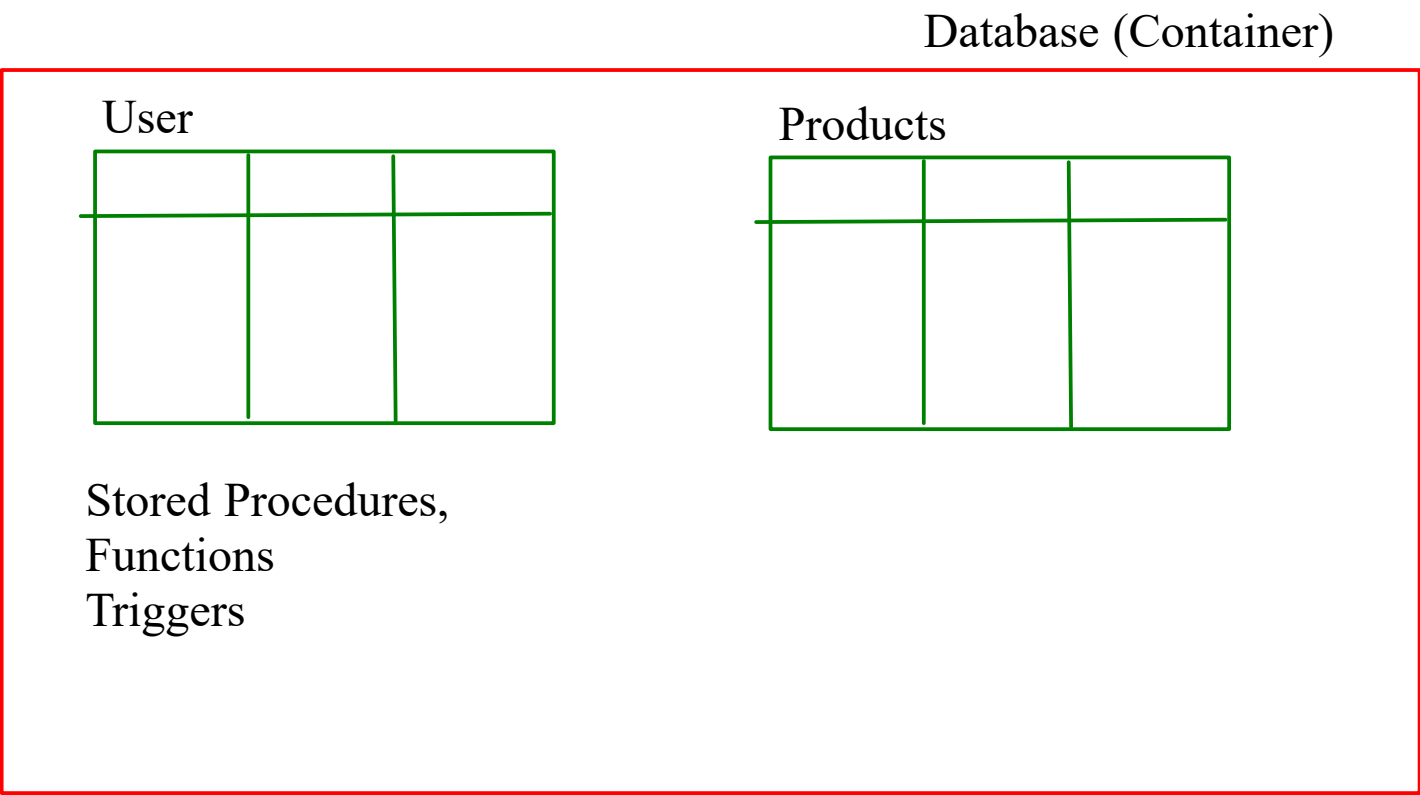 Database (Container)
User
Products
Stored Procedures,
Functions
Triggers